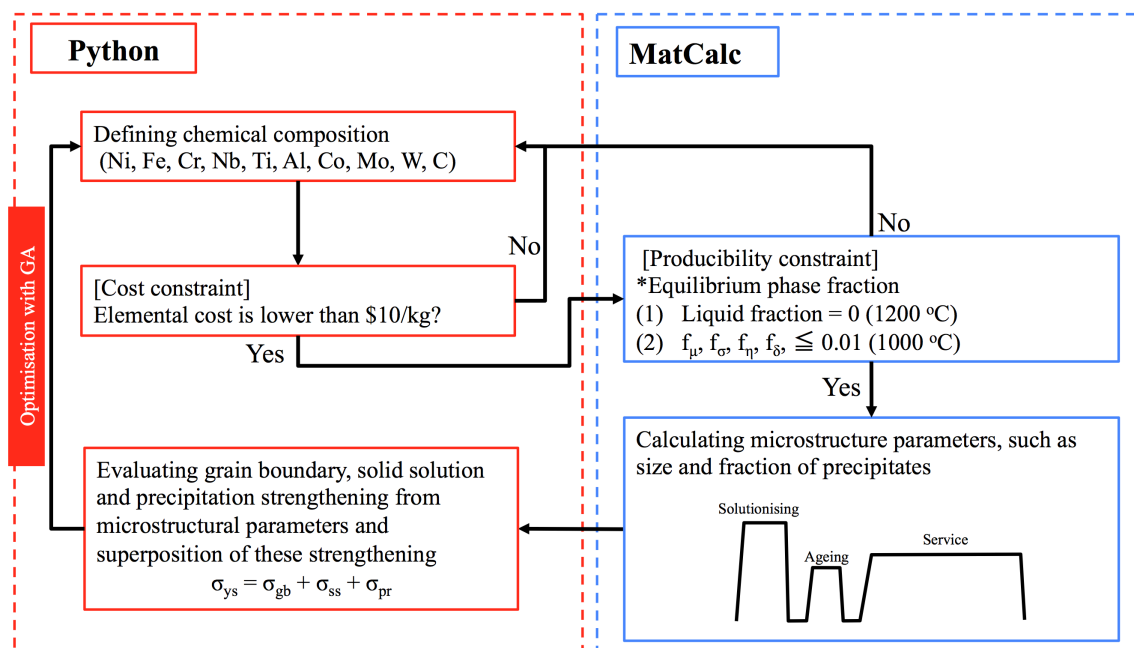 Python
MatCalc
Defining chemical composition
(Ni, Fe, Cr, Nb, Ti, Al, Co, Mo, W, C)
No
No
[Cost constraint]
Elemental cost is lower than $10/kg?
Yes
[Producibility constraint]
*Equilibrium phase fraction
(1) Liquid fraction = 0 (1200 °C)
(2) fμ, fσ, fη, fδ, ≦ 0.01 (1000 °C)
Yes
Optimisation with GA
Evaluating grain boundary, solid solution
and precipitation strengthening from
microstructural parameters and
superposition of these strengthening
σys = σgb + σss + σpr
Calculating microstructure parameters, such as
size and fraction of precipitates
Solutionising
Ageing
Service